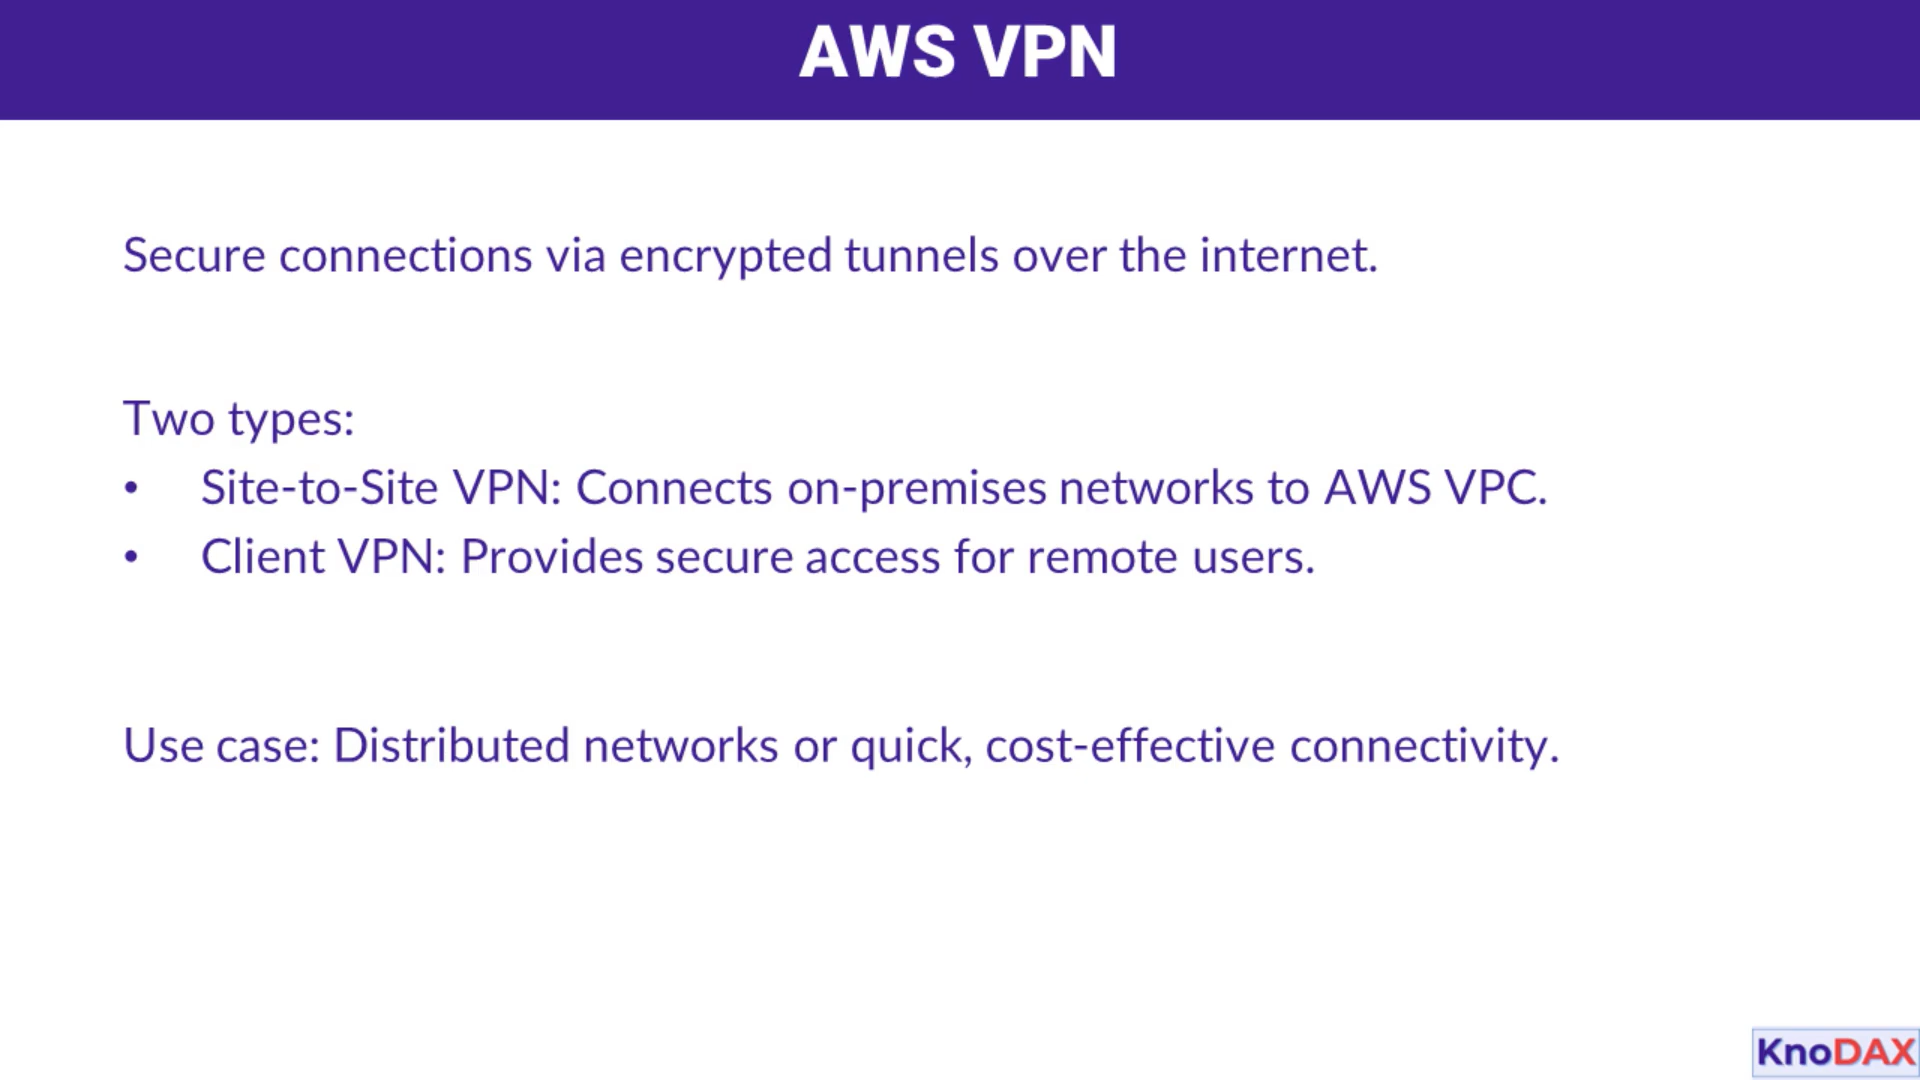 AWS VPN
Secure connections via encrypted tunnels over the internet.
Two types:
• Site-to-Site VPN: Connects on-premises networks to AWS VPC.
• Client VPN: Provides secure access for remote users.
Use case: Distributed networks or quick, cost-effective connectivity.
KnoDAX